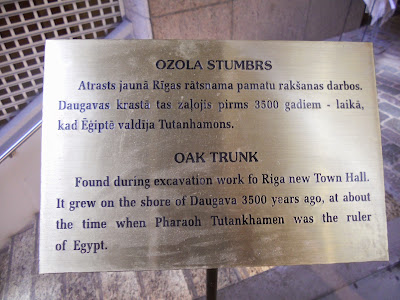 OZOLA STUMBRS
Atrasts jaunā Rīgas rātsnama pamatu rakšanas darbos.
Daugavas krastā tas zaļojis pirms 3500 gadiem - laikā,
kad Ēģiptē valdīja Tutanhamons.
OAK TRUNK
Found during excavation work fo Riga new Town Hall.
It grew on the shore of Daugava 3500 years ago, at about
the time when Pharaoh Tutankhamen was the ruler
of Egypt.